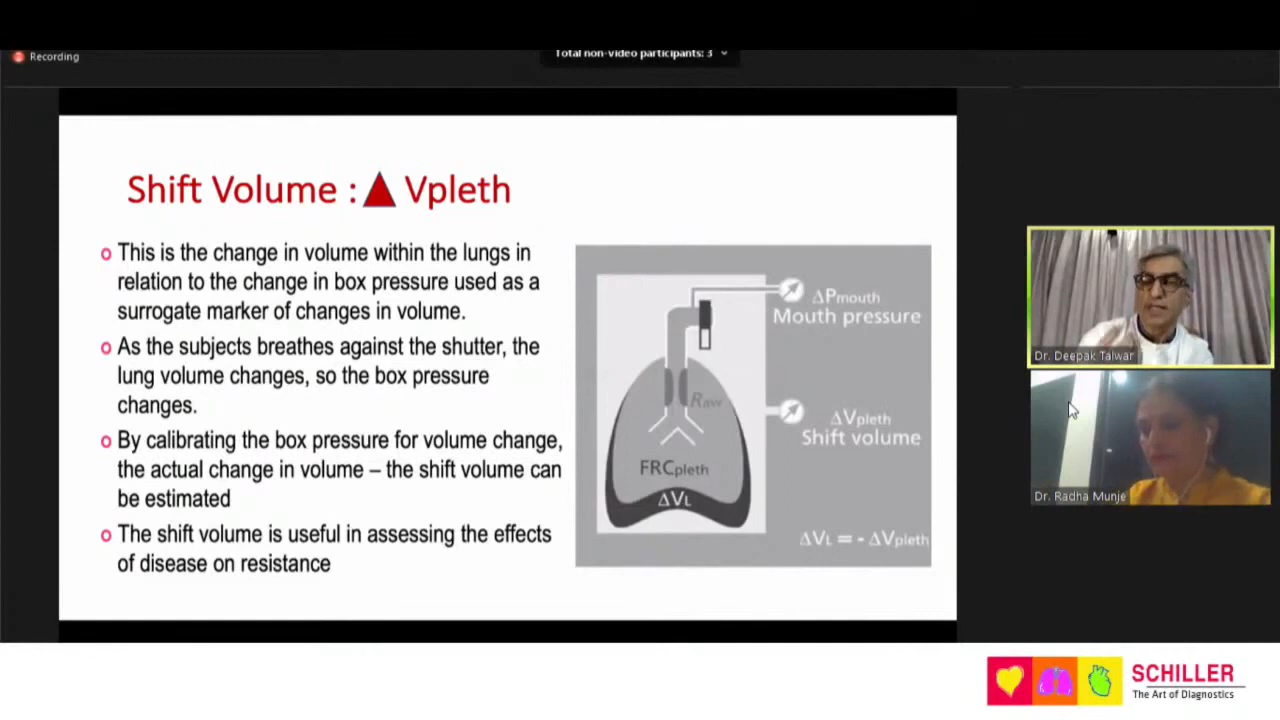 Recording
Total non-video participants: 3
Shift Volume : ▲ Vpleth
o This is the change in volume within the lungs in
relation to the change in box pressure used as a
surrogate marker of changes in volume.
o As the subjects breathes against the shutter, the
lung volume changes, so the box pressure
changes.
o By calibrating the box pressure for volume change,
the actual change in volume – the shift volume can
be estimated
o The shift volume is useful in assessing the effects
of disease on resistance
ΔPmouth
Mouth pressure
Raw
ΔVpleth
Shift volume
FRCpleth
ΔVL
ΔVL = - ΔVpleth
Dr. Deepak Talwar
Dr. Radha Munje
SCHILLER
The Art of Diagnostics